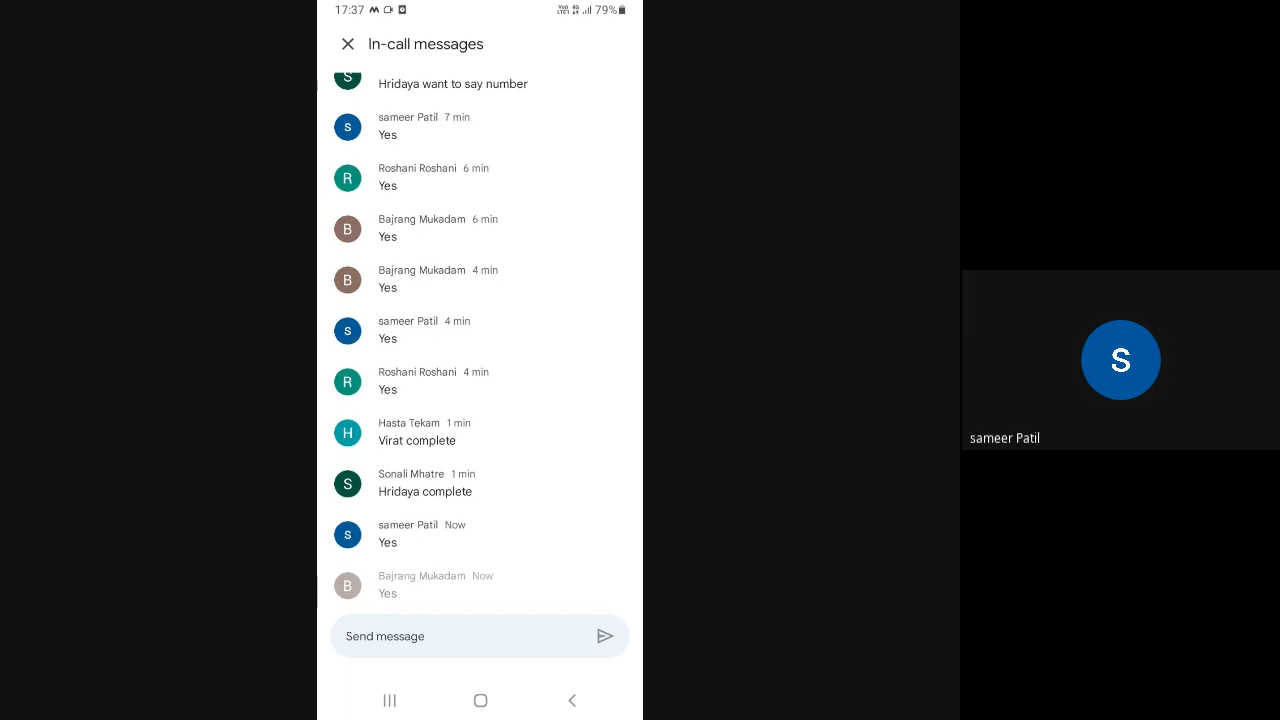 17:37 VoO LTE1 4G 79%
In-call messages
S
Hridaya want to say number
s
sameer Patil 7 min
Yes
R
Roshani Roshani 6 min
Yes
B
Bajrang Mukadam 6 min
Yes
B
Bajrang Mukadam 4 min
Yes
s
sameer Patil 4 min
Yes
R
Roshani Roshani 4 min
Yes
H
Hasta Tekam 1 min
Virat complete
S
Sonali Mhatre 1 min
Hridaya complete
s
sameer Patil Now
Yes
B
Bajrang Mukadam Now
Yes
Send message
s
sameer Patil